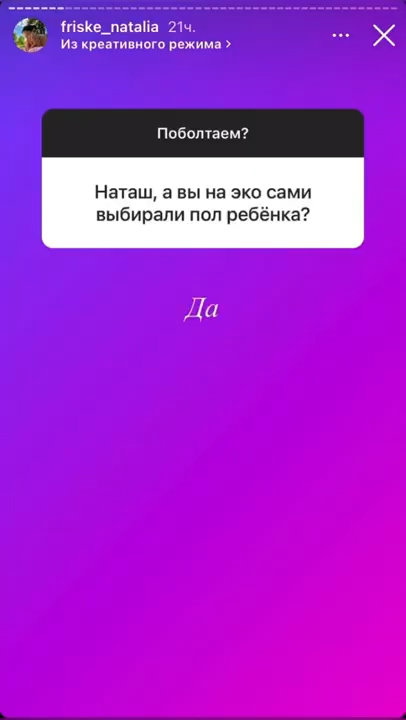 friske_natalia 21ч.
Из креативного режима >
Поболтаем?
Наташ, а вы на эко сами
выбирали пол ребёнка?
Да